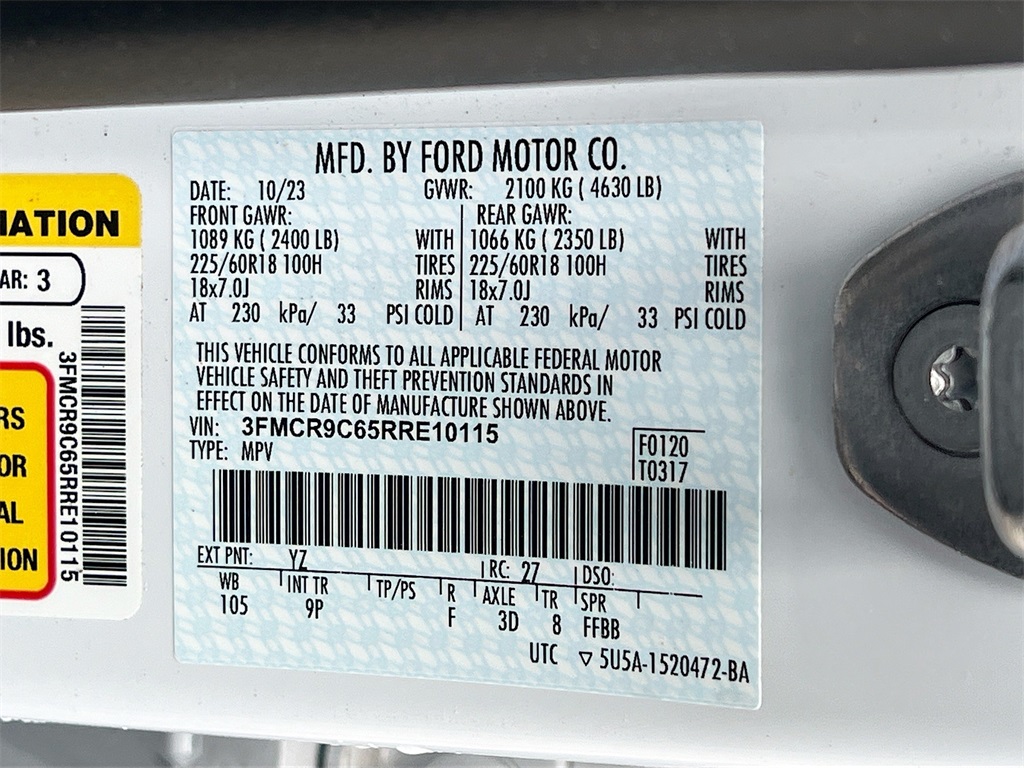 MFD. BY FORD MOTOR CO.
DATE: 10/23 GVWR: 2100 KG ( 4630 LB)
FRONT GAWR: REAR GAWR:
1089 KG ( 2400 LB) WITH 1066 KG ( 2350 LB) WITH
225/60R18 100H TIRES 225/60R18 100H TIRES
18x7.0J RIMS 18x7.0J RIMS
AT 230 kPa/ 33 PSI COLD AT 230 kPa/ 33 PSI COLD
THIS VEHICLE CONFORMS TO ALL APPLICABLE FEDERAL MOTOR
VEHICLE SAFETY AND THEFT PREVENTION STANDARDS IN
EFFECT ON THE DATE OF MANUFACTURE SHOWN ABOVE.
VIN: 3FMCR9C65RRE10115
TYPE: MPV
F0120
T0317
EXT PNT: YZ RC: 27 DSO:
WB INT TR TP/PS R AXLE TR SPR
105 9P F 3D 8 FFBB
UTC ▽ 5U5A-1520472-BA
MATION
AR: 3
lbs.
3FMCR9C65RRE10115
RS
OR
AL
ION